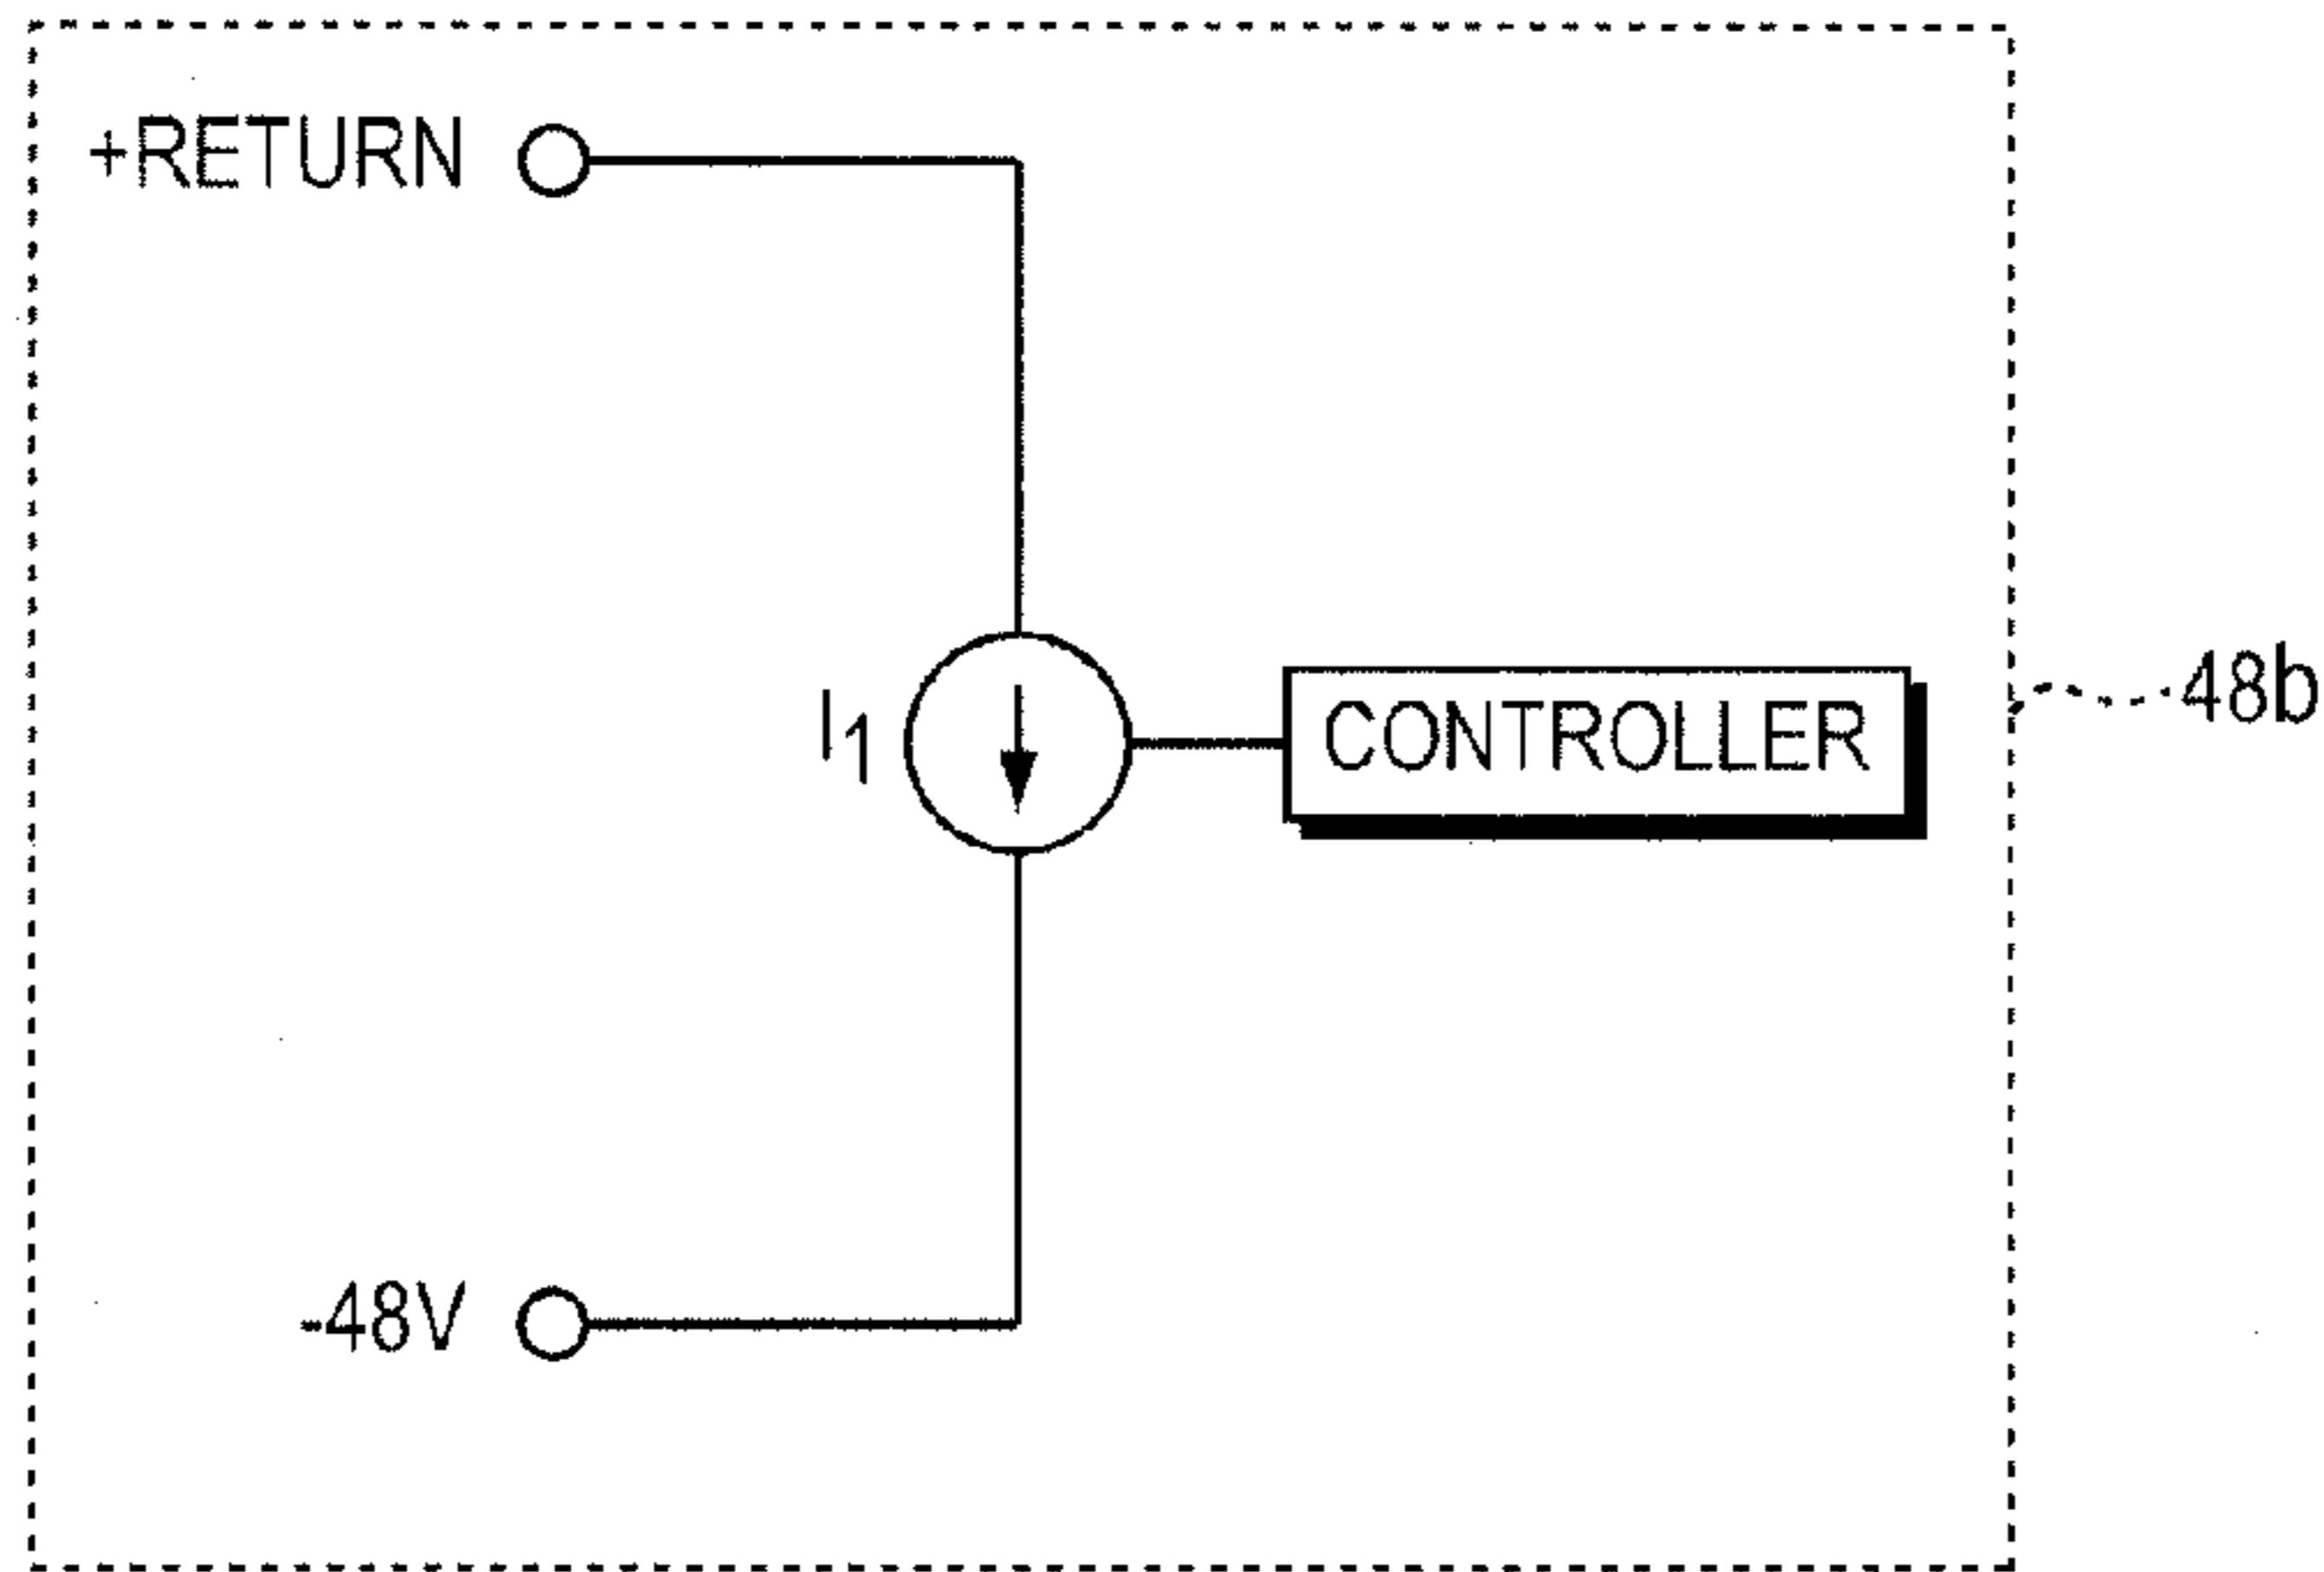 +RETURN
I1
CONTROLLER
48b
-48V